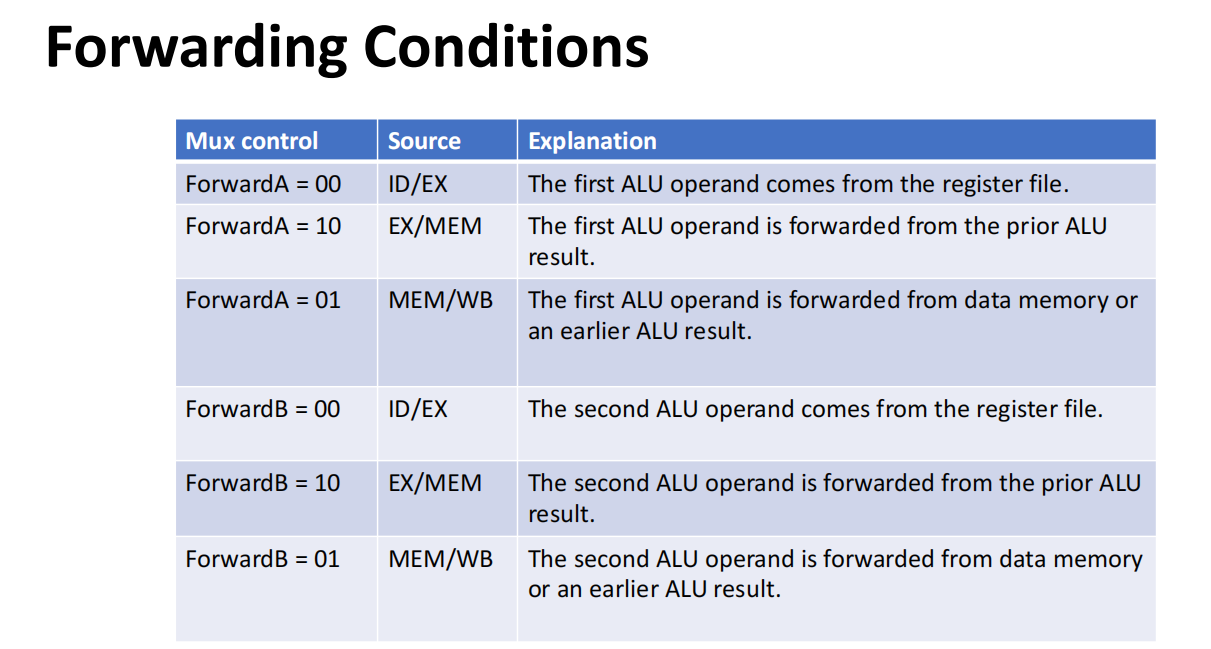 Forwarding Conditions
Mux control Source Explanation
ForwardA = 00 ID/EX The first ALU operand comes from the register file.
ForwardA = 10 EX/MEM The first ALU operand is forwarded from the prior ALU
result.
ForwardA = 01 MEM/WB The first ALU operand is forwarded from data memory or
an earlier ALU result.
ForwardB = 00 ID/EX The second ALU operand comes from the register file.
ForwardB = 10 EX/MEM The second ALU operand is forwarded from the prior ALU
result.
ForwardB = 01 MEM/WB The second ALU operand is forwarded from data memory
or an earlier ALU result.